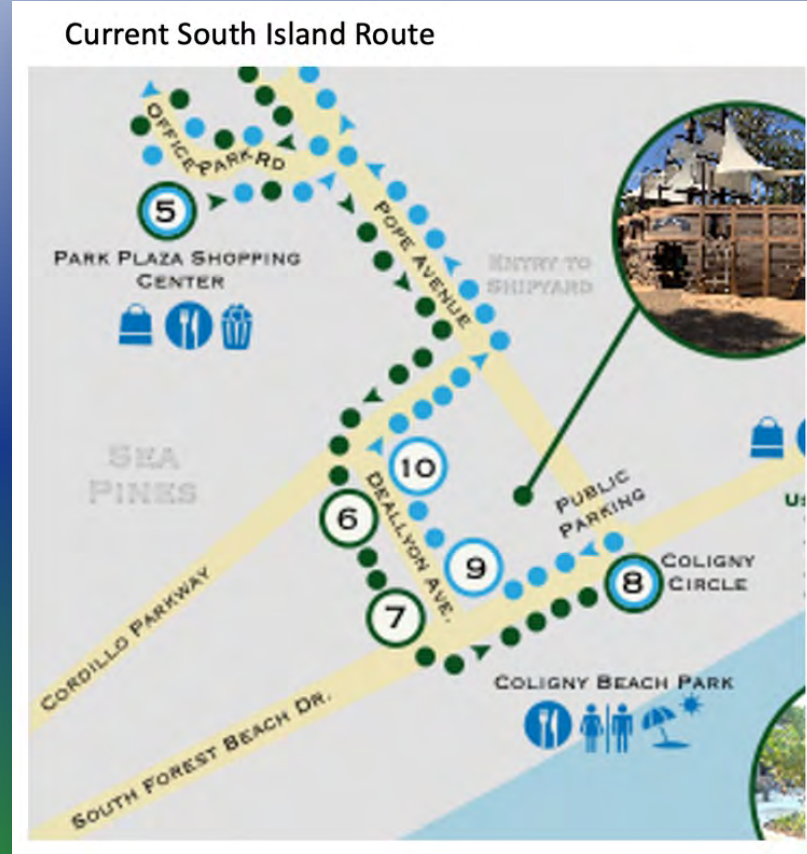 Current South Island Route
OFFICE PARK RD
5
PARK PLAZA SHOPPING
CENTER
POPE AVENUE
ENTRY TO
SHIPYARD
SEA
PINES
10
6
DEALLYON AVE.
PUBLIC
PARKING
9
8
COLIGNY
CIRCLE
7
CORDILLO PARKWAY
COLIGNY BEACH PARK
SOUTH FOREST BEACH DR.